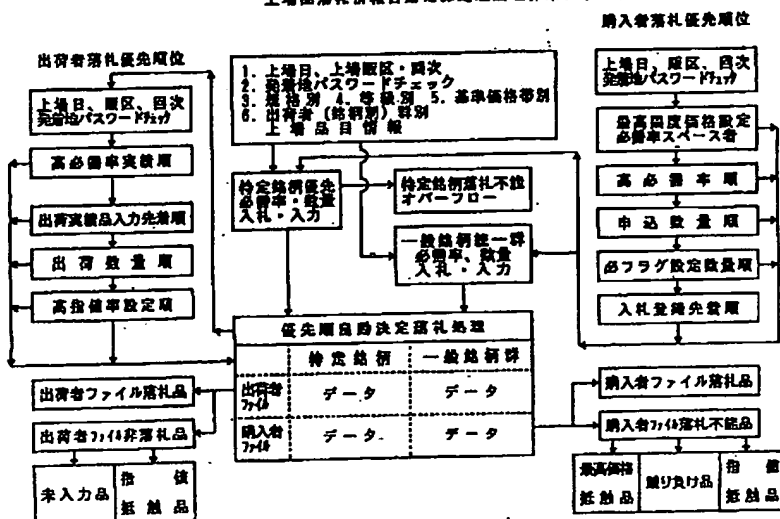 購入者落札優先順位
出荷者落札優先順位
上場日、販区、回次
発着地パスワードチェック
高必需率実績順
出荷実績品入力先着順
出荷数量順
高指値率設定順
1. 上場日、上場販区・回次
2. 発着地パスワードチェック
3. 規格別 4. 等級別 5. 基準価格帯別
6. 出荷者（銘柄別）群別
上場品目情報
特定銘柄優先
必需率・数量
入札・入力
特定銘柄落札不能
オーバーフロー
一般銘柄統一群
必需率、数量
入札・入力
上場日、販区、回次
発着地パスワードチェック
最高限度価格設定
必需率スペース者
高必需率順
申込数量順
必フラグ設定数量順
入札登録先着順
優先順自動決定落札処理
特定銘柄 一般銘柄群
出荷者ファイル データ データ
購入者ファイル データ データ
出荷者ファイル落札品
出荷者ファイル非落札品
未入力品
指値
抵触品
購入者ファイル落札品
購入者ファイル落札不能品
最高価格
抵触品
競り負け品
指値
抵触品